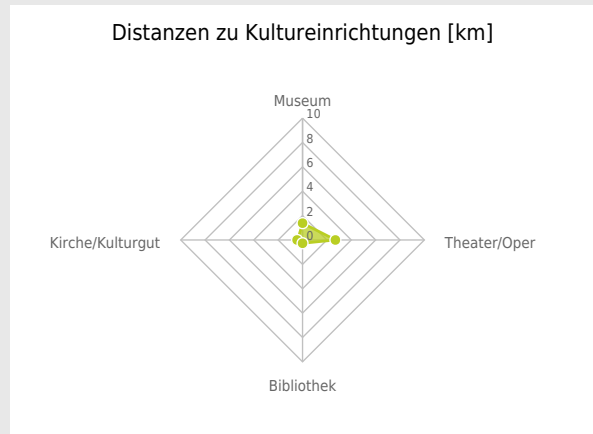 Distanzen zu Kultureinrichtungen [km]
Museum
10
8
6
4
2
0
Kirche/Kulturgut
Theater/Oper
Bibliothek